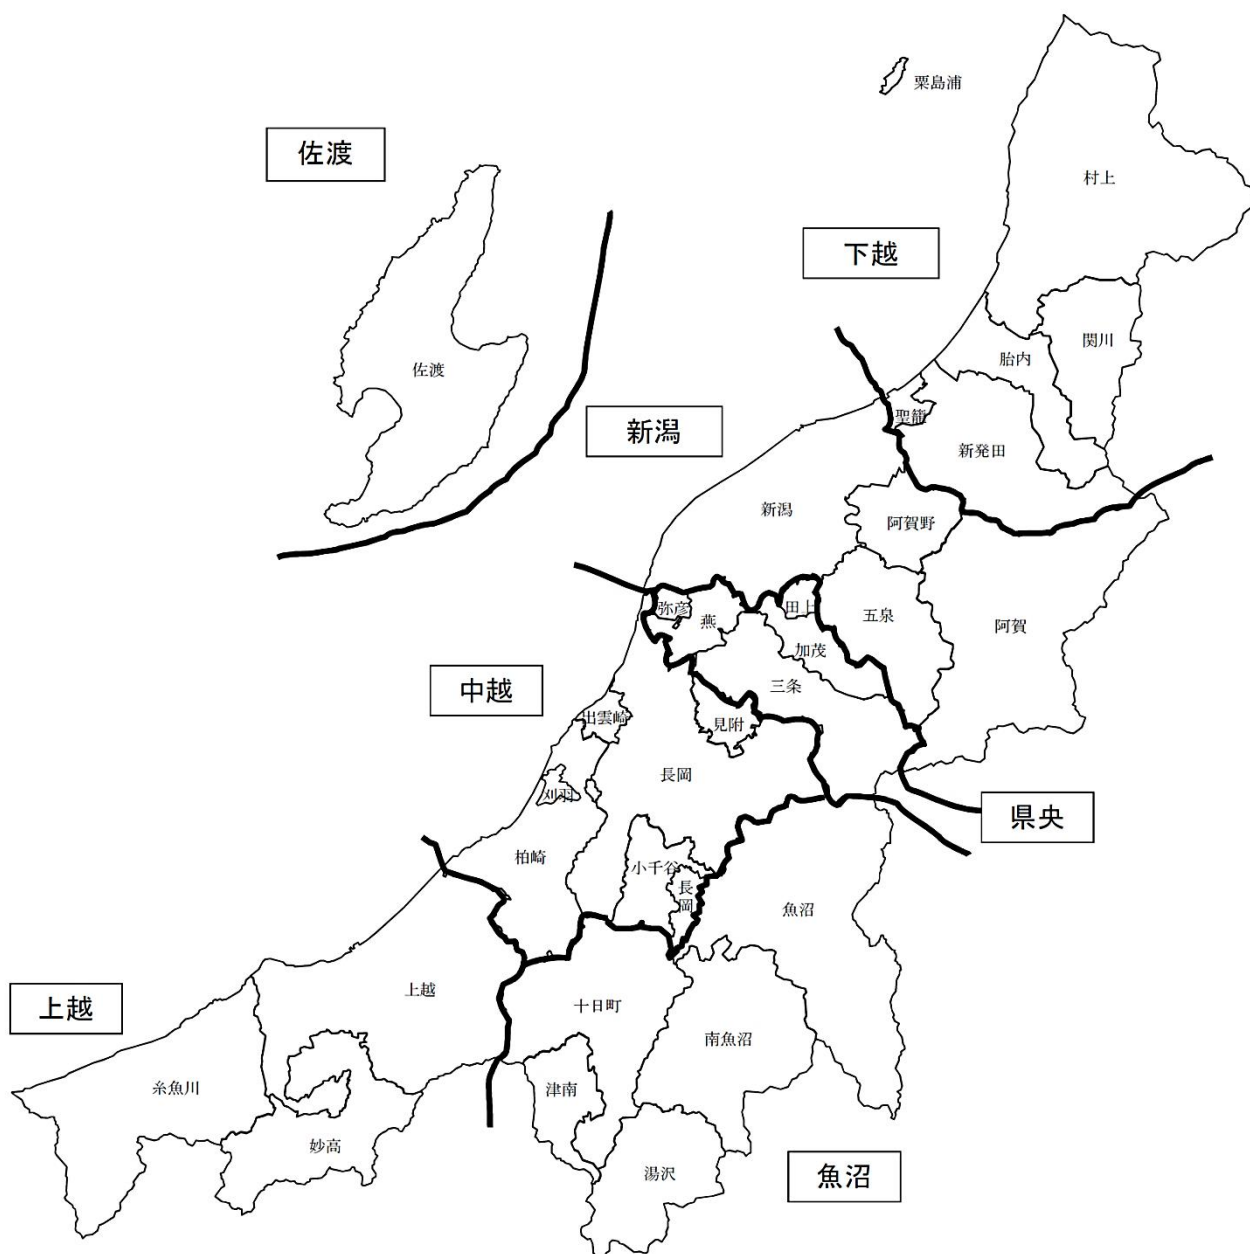 粟島浦
佐渡
村上
下越
関川
胎内
佐渡
聖籠
新潟
新発田
新潟
阿賀野
弥彦
田上
五泉
燕
阿賀
加茂
三条
中越
出雲崎
見附
長岡
刈羽
県央
柏崎
小千谷
長岡
魚沼
上越
上越
十日町
南魚沼
糸魚川
津南
妙高
湯沢
魚沼